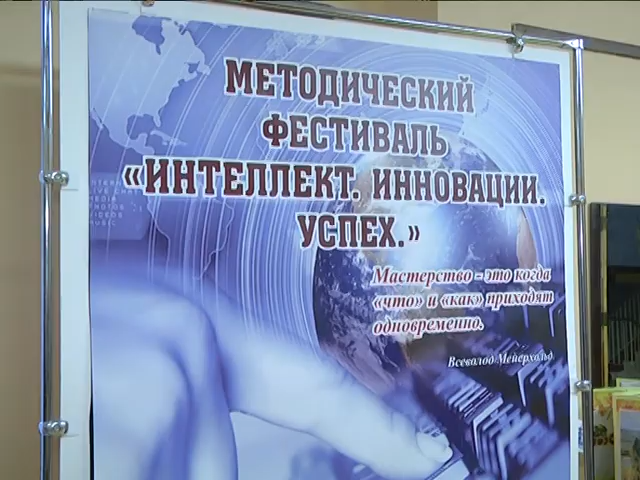 МЕТОДИЧЕСКИЙ
ФЕСТИВАЛЬ
«ИНТЕЛЛЕКТ. ИННОВАЦИИ.
УСПЕХ.»
Мастерство - это когда
«что» и «как» приходят
одновременно.
Всеволод Мейерхольд